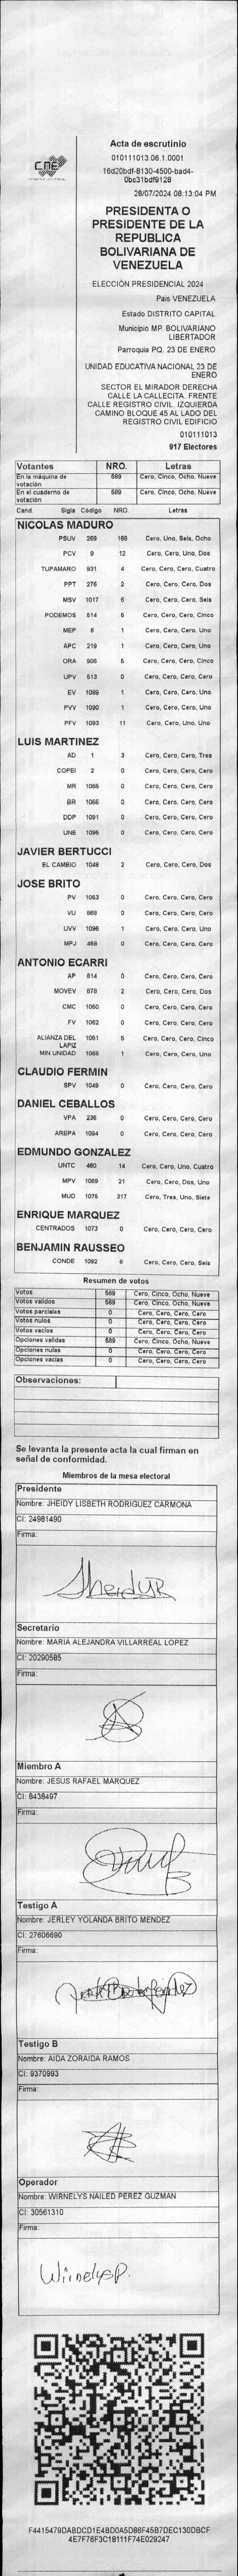 CNE
Acta de escrutinio
010111013.06.1.0001
16d20bdf-8130-4500-bad4-
0bc31bdf9128
28/07/2024 08:13:04 PM
PRESIDENTA O
PRESIDENTE DE LA
REPUBLICA
BOLIVARIANA DE
VENEZUELA
ELECCIÓN PRESIDENCIAL 2024
Pais VENEZUELA
Estado DISTRITO CAPITAL
Municipio MP. BOLIVARIANO
LIBERTADOR
Parroquia PQ. 23 DE ENERO
UNIDAD EDUCATIVA NACIONAL 23 DE
ENERO
SECTOR EL MIRADOR DERECHA
CALLE LA CALLECITA. FRENTE
CALLE REGISTRO CIVIL. IZQUIERDA
CAMINO BLOQUE 45 AL LADO DEL
REGISTRO CIVIL EDIFICIO
010111013
917 Electores
Votantes NRO. Letras
En la máquina de votación 589 Cero, Cinco, Ocho, Nueve
En el cuaderno de votación 589 Cero, Cinco, Ocho, Nueve
Cand. Sigla Código NRO. Letras
NICOLAS MADURO
PSUV 269 168 Cero, Uno, Seis, Ocho
PCV 9 12 Cero, Cero, Uno, Dos
TUPAMARO 931 4 Cero, Cero, Cero, Cuatro
PPT 276 2 Cero, Cero, Cero, Dos
MSV 1017 6 Cero, Cero, Cero, Seis
PODEMOS 514 5 Cero, Cero, Cero, Cinco
MEP 6 1 Cero, Cero, Cero, Uno
APC 219 1 Cero, Cero, Cero, Uno
ORA 906 5 Cero, Cero, Cero, Cinco
UPV 513 0 Cero, Cero, Cero, Cero
EV 1089 1 Cero, Cero, Cero, Uno
PVV 1090 1 Cero, Cero, Cero, Uno
PFV 1093 11 Cero, Cero, Uno, Uno
LUIS MARTINEZ
AD 1 3 Cero, Cero, Cero, Tres
COPEI 2 0 Cero, Cero, Cero, Cero
MR 1065 0 Cero, Cero, Cero, Cero
BR 1066 0 Cero, Cero, Cero, Cero
DDP 1091 0 Cero, Cero, Cero, Cero
UNE 1095 0 Cero, Cero, Cero, Cero
JAVIER BERTUCCI
EL CAMBIO 1048 2 Cero, Cero, Cero, Dos
JOSE BRITO
PV 1053 0 Cero, Cero, Cero, Cero
VU 868 0 Cero, Cero, Cero, Cero
UVV 1096 1 Cero, Cero, Cero, Uno
MPJ 458 0 Cero, Cero, Cero, Cero
ANTONIO ECARRI
AP 814 0 Cero, Cero, Cero, Cero
MOVEV 878 2 Cero, Cero, Cero, Dos
CMC 1050 0 Cero, Cero, Cero, Cero
FV 1062 0 Cero, Cero, Cero, Cero
ALIANZA DEL LAPIZ 1051 5 Cero, Cero, Cero, Cinco
MIN UNIDAD 1068 1 Cero, Cero, Cero, Uno
CLAUDIO FERMIN
SPV 1049 0 Cero, Cero, Cero, Cero
DANIEL CEBALLOS
VPA 236 0 Cero, Cero, Cero, Cero
AREPA 1094 0 Cero, Cero, Cero, Cero
EDMUNDO GONZALEZ
UNTC 460 14 Cero, Cero, Uno, Cuatro
MPV 1069 21 Cero, Cero, Dos, Uno
MUD 1075 317 Cero, Tres, Uno, Siete
ENRIQUE MARQUEZ
CENTRADOS 1073 0 Cero, Cero, Cero, Cero
BENJAMIN RAUSSEO
CONDE 1092 6 Cero, Cero, Cero, Seis
Resumen de votos
Votos 589 Cero, Cinco, Ocho, Nueve
Votos validos 589 Cero, Cinco, Ocho, Nueve
Votos parciales 0 Cero, Cero, Cero, Cero
Votos nulos 0 Cero, Cero, Cero, Cero
Votos vacios 0 Cero, Cero, Cero, Cero
Opciones validas 589 Cero, Cinco, Ocho, Nueve
Opciones nulas 0 Cero, Cero, Cero, Cero
Opciones vacias 0 Cero, Cero, Cero, Cero
Observaciones:
Se levanta la presente acta la cual firman en
señal de conformidad.
Miembros de la mesa electoral
Presidente
Nombre: JHEIDY LISBETH RODRIGUEZ CARMONA
CI: 24981490
Firma:
JheidyR
Secretario
Nombre: MARIA ALEJANDRA VILLARREAL LOPEZ
CI: 20290585
Firma:
Miembro A
Nombre: JESUS RAFAEL MARQUEZ
CI: 8438497
Firma:
Testigo A
Nombre: JERLEY YOLANDA BRITO MENDEZ
CI: 27606690
Firma:
Testigo B
Nombre: AIDA ZORAIDA RAMOS
CI: 9370993
Firma:
Operador
Nombre: WIRNELYS NAILED PEREZ GUZMAN
CI: 30561310
Firma:
WirnelysP.
F4415479DABDCD1E4BD0A5D86F45B7DEC130DBCF
4E7F76F3C18111F74E029247